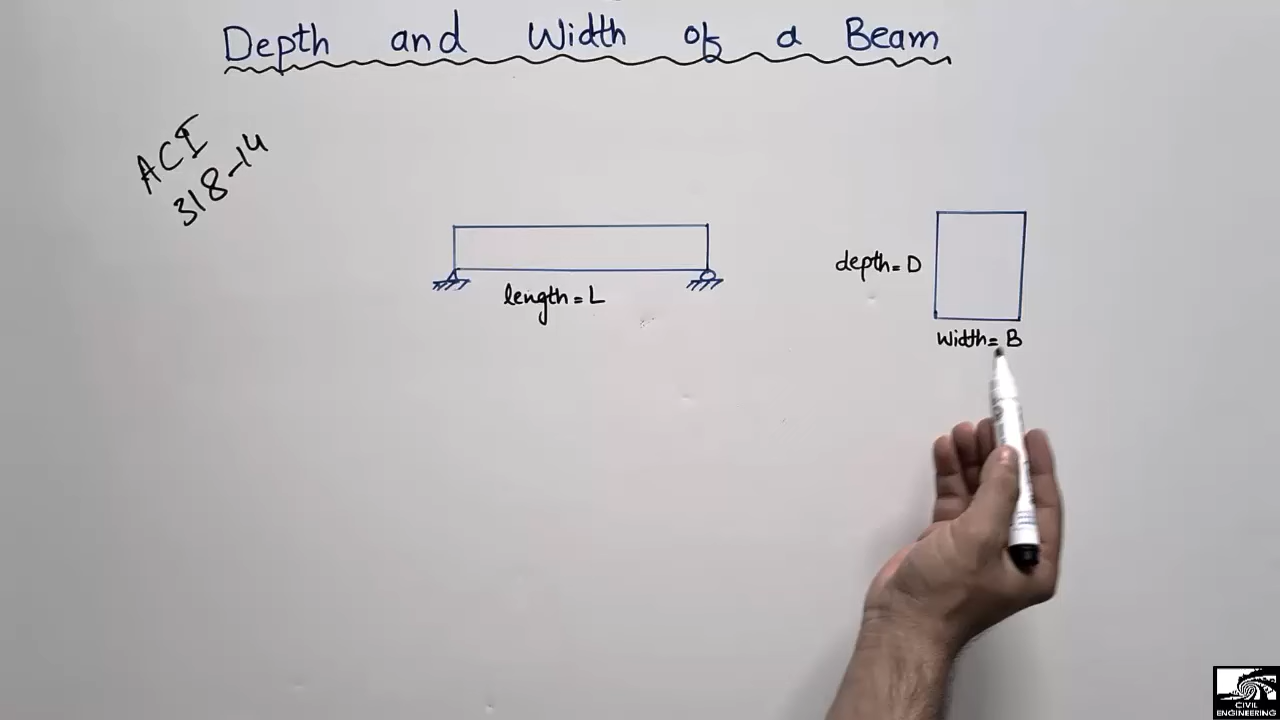 Depth and Width of a Beam
ACI
318-14
depth = D
length = L
Width = B
CIVIL
ENGINEERING